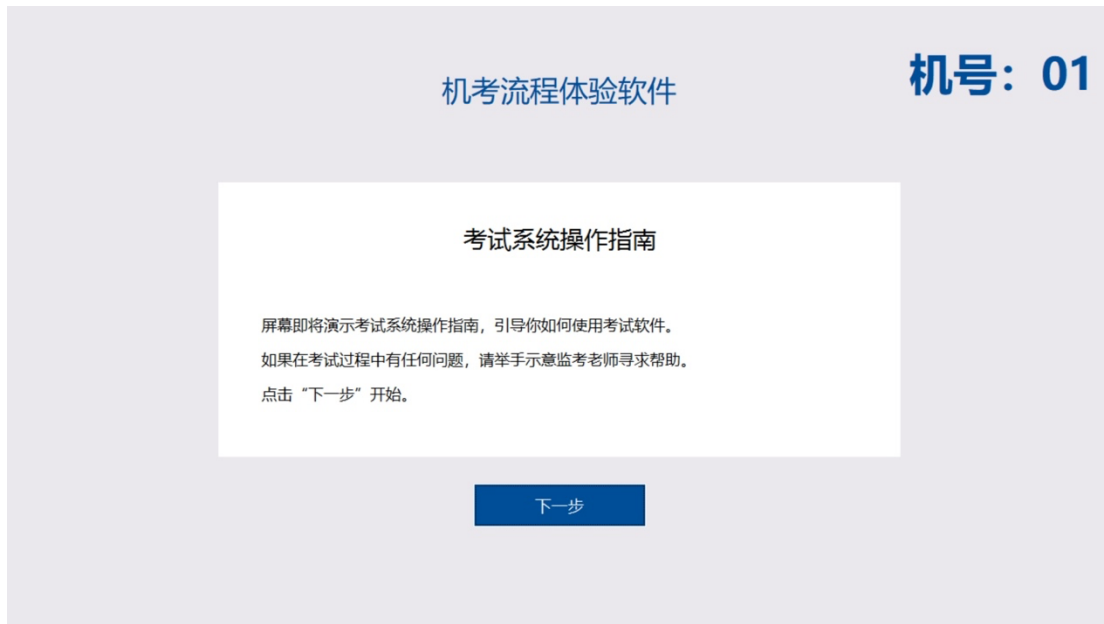 机号：01
机考流程体验软件
考试系统操作指南
屏幕即将演示考试系统操作指南，引导你如何使用考试软件。
如果在考试过程中有任何问题，请举手示意监考老师寻求帮助。
点击“下一步”开始。
下一步